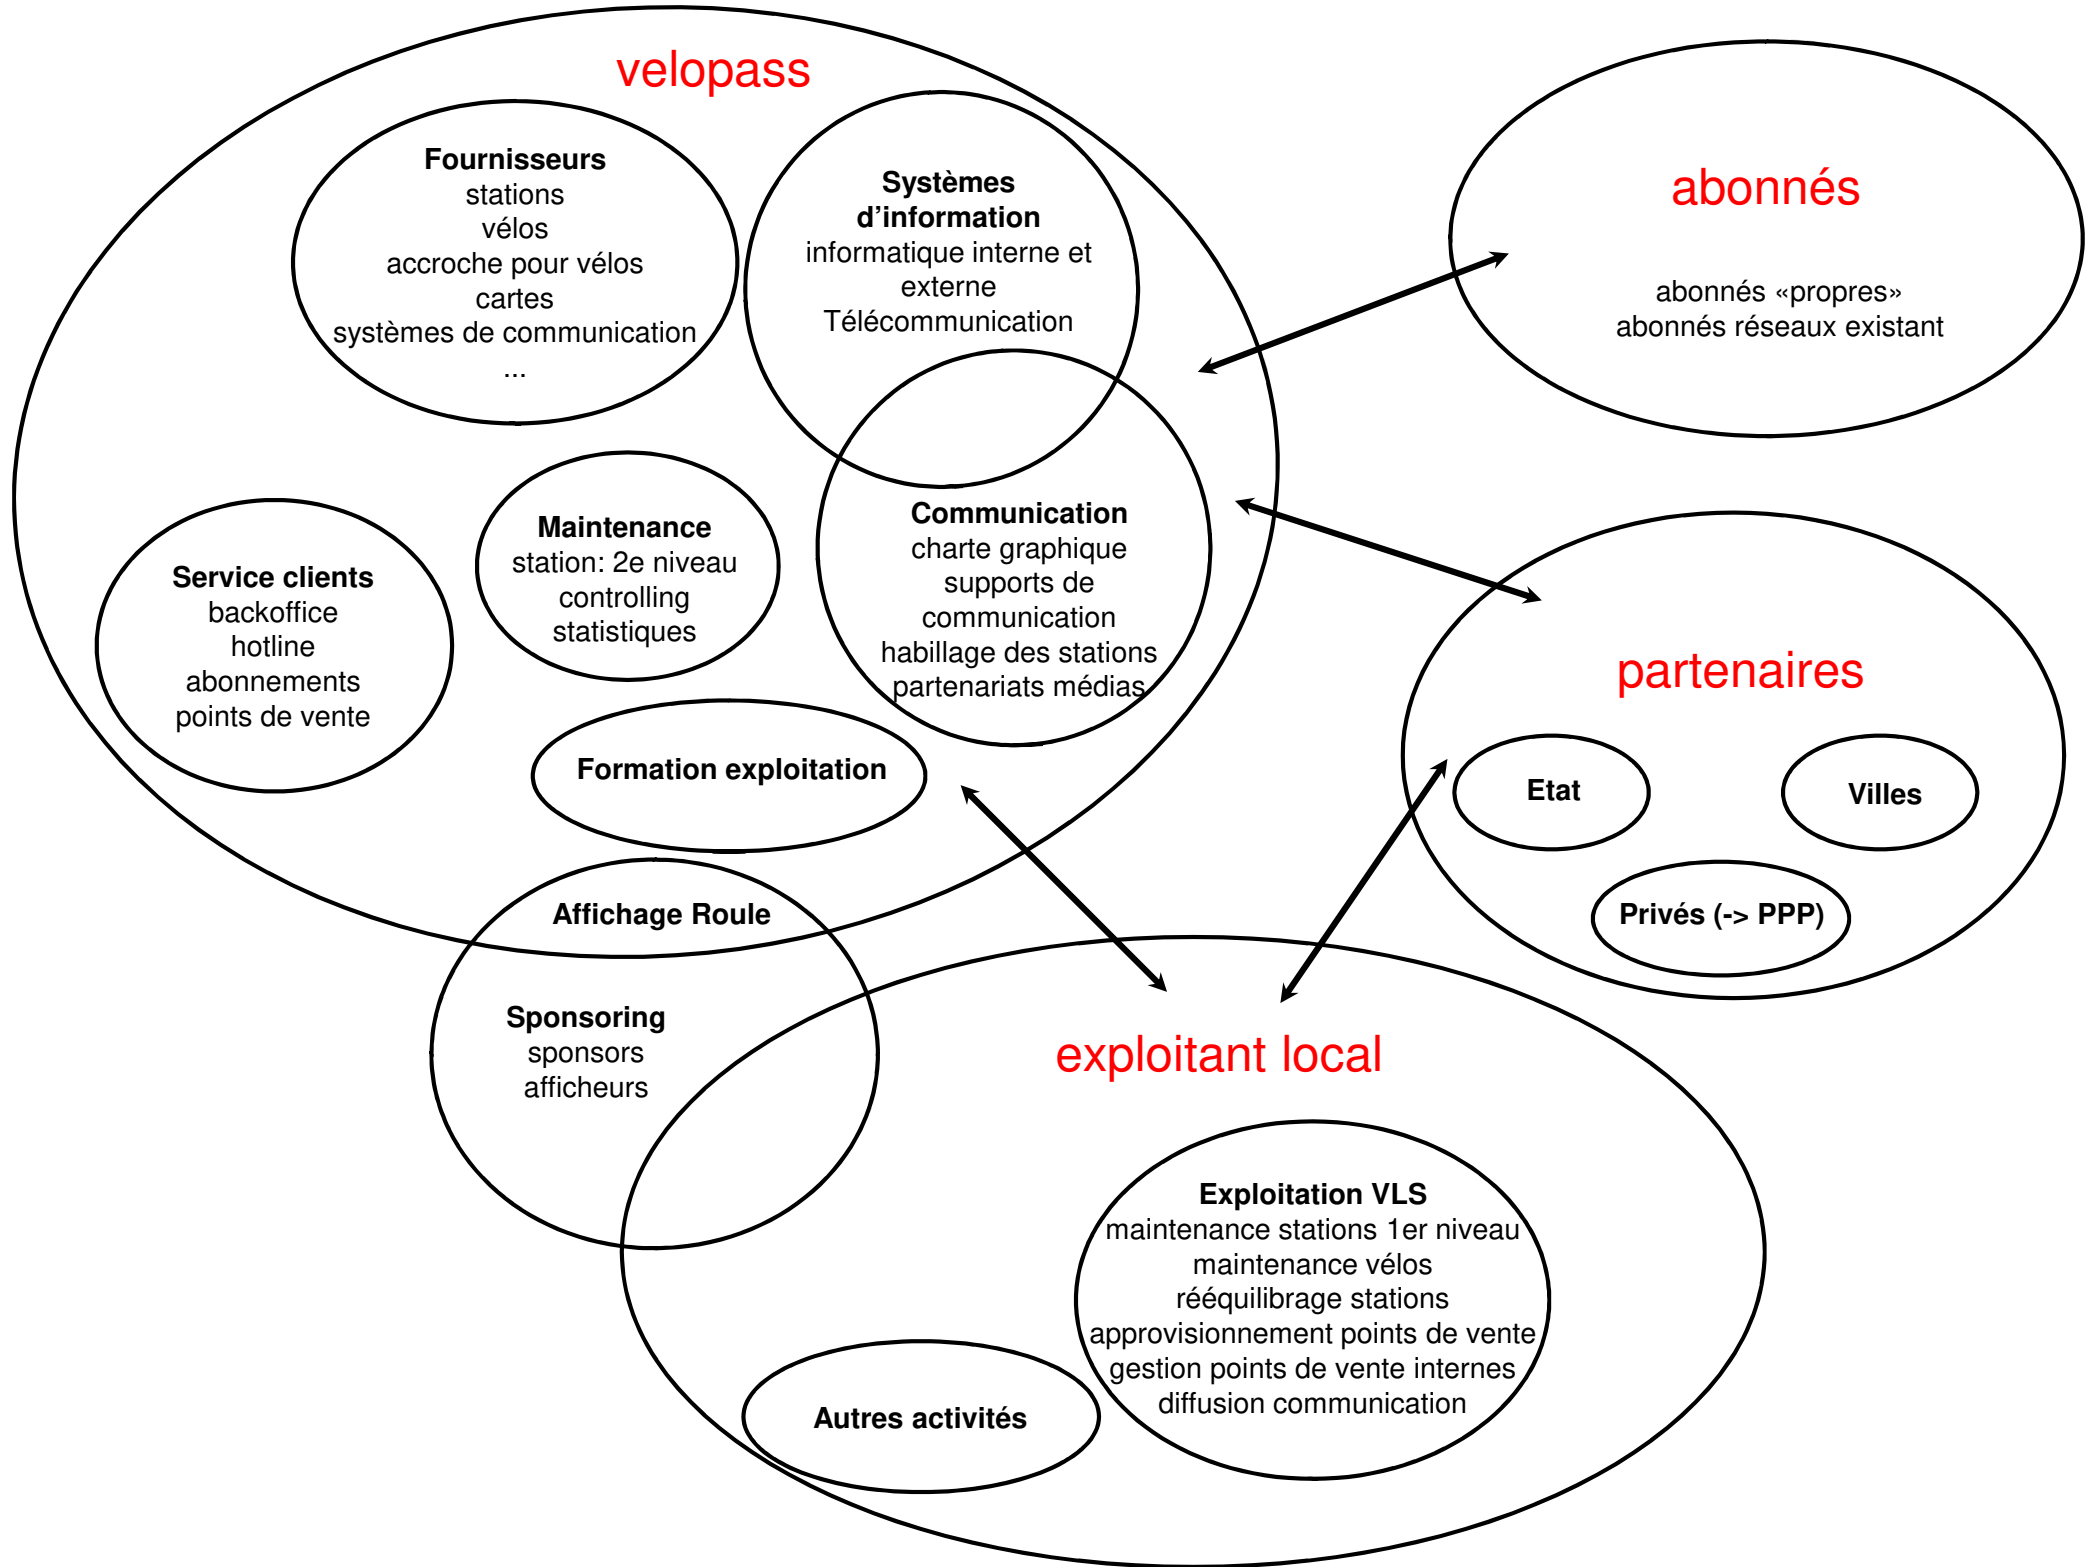 velopass
Fournisseurs
stations
vélos
accroche pour vélos
cartes
systèmes de communication
...
Systèmes
d’information
informatique interne et
externe
Télécommunication
abonnés
abonnés «propres»
abonnés réseaux existant
Service clients
backoffice
hotline
abonnements
points de vente
Maintenance
station: 2e niveau
controlling
statistiques
Communication
charte graphique
supports de
communication
habillage des stations
partenariats médias
Formation exploitation
partenaires
Etat
Villes
Privés (-> PPP)
Affichage Roule
Sponsoring
sponsors
afficheurs
exploitant local
Exploitation VLS
maintenance stations 1er niveau
maintenance vélos
rééquilibrage stations
approvisionnement points de vente
gestion points de vente internes
diffusion communication
Autres activités